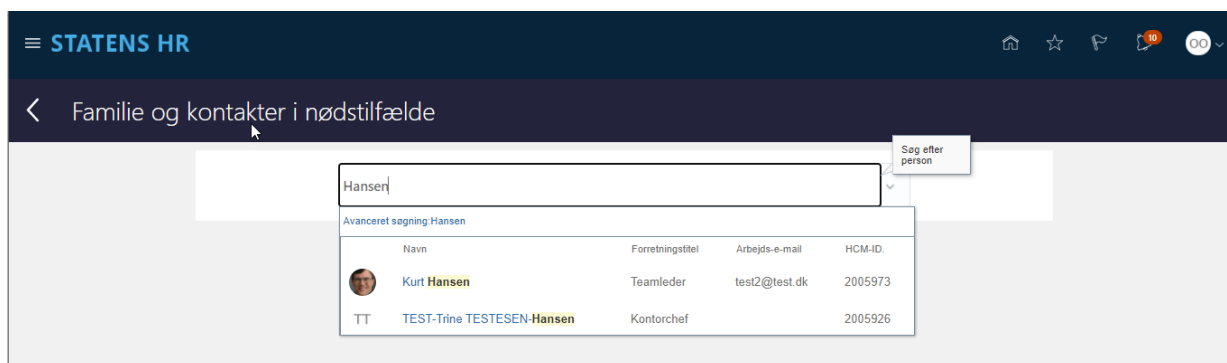 STATENS HR
10
OO
Familie og kontakter i nødstilfælde
Søg efter
person
Hansen
Avanceret søgning:Hansen
Navn Forretningstitel Arbejds-e-mail HCM-ID.
Kurt Hansen Teamleder test2@test.dk 2005973
TT TEST-Trine TESTESEN-Hansen Kontorchef 2005926